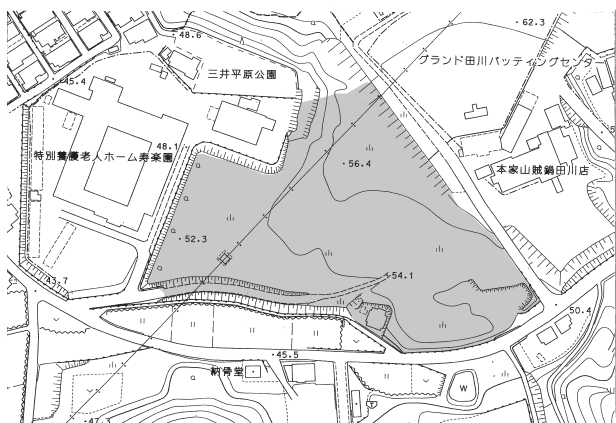 48.6
62.3
三井平原公園
グランド田川バッティングセンター
45.4
48.1
特別養護老人ホーム寿楽園
56.4
本家山賊鍋田川店
52.3
54.1
43.7
50.4
45.5
納骨堂
W
47.3